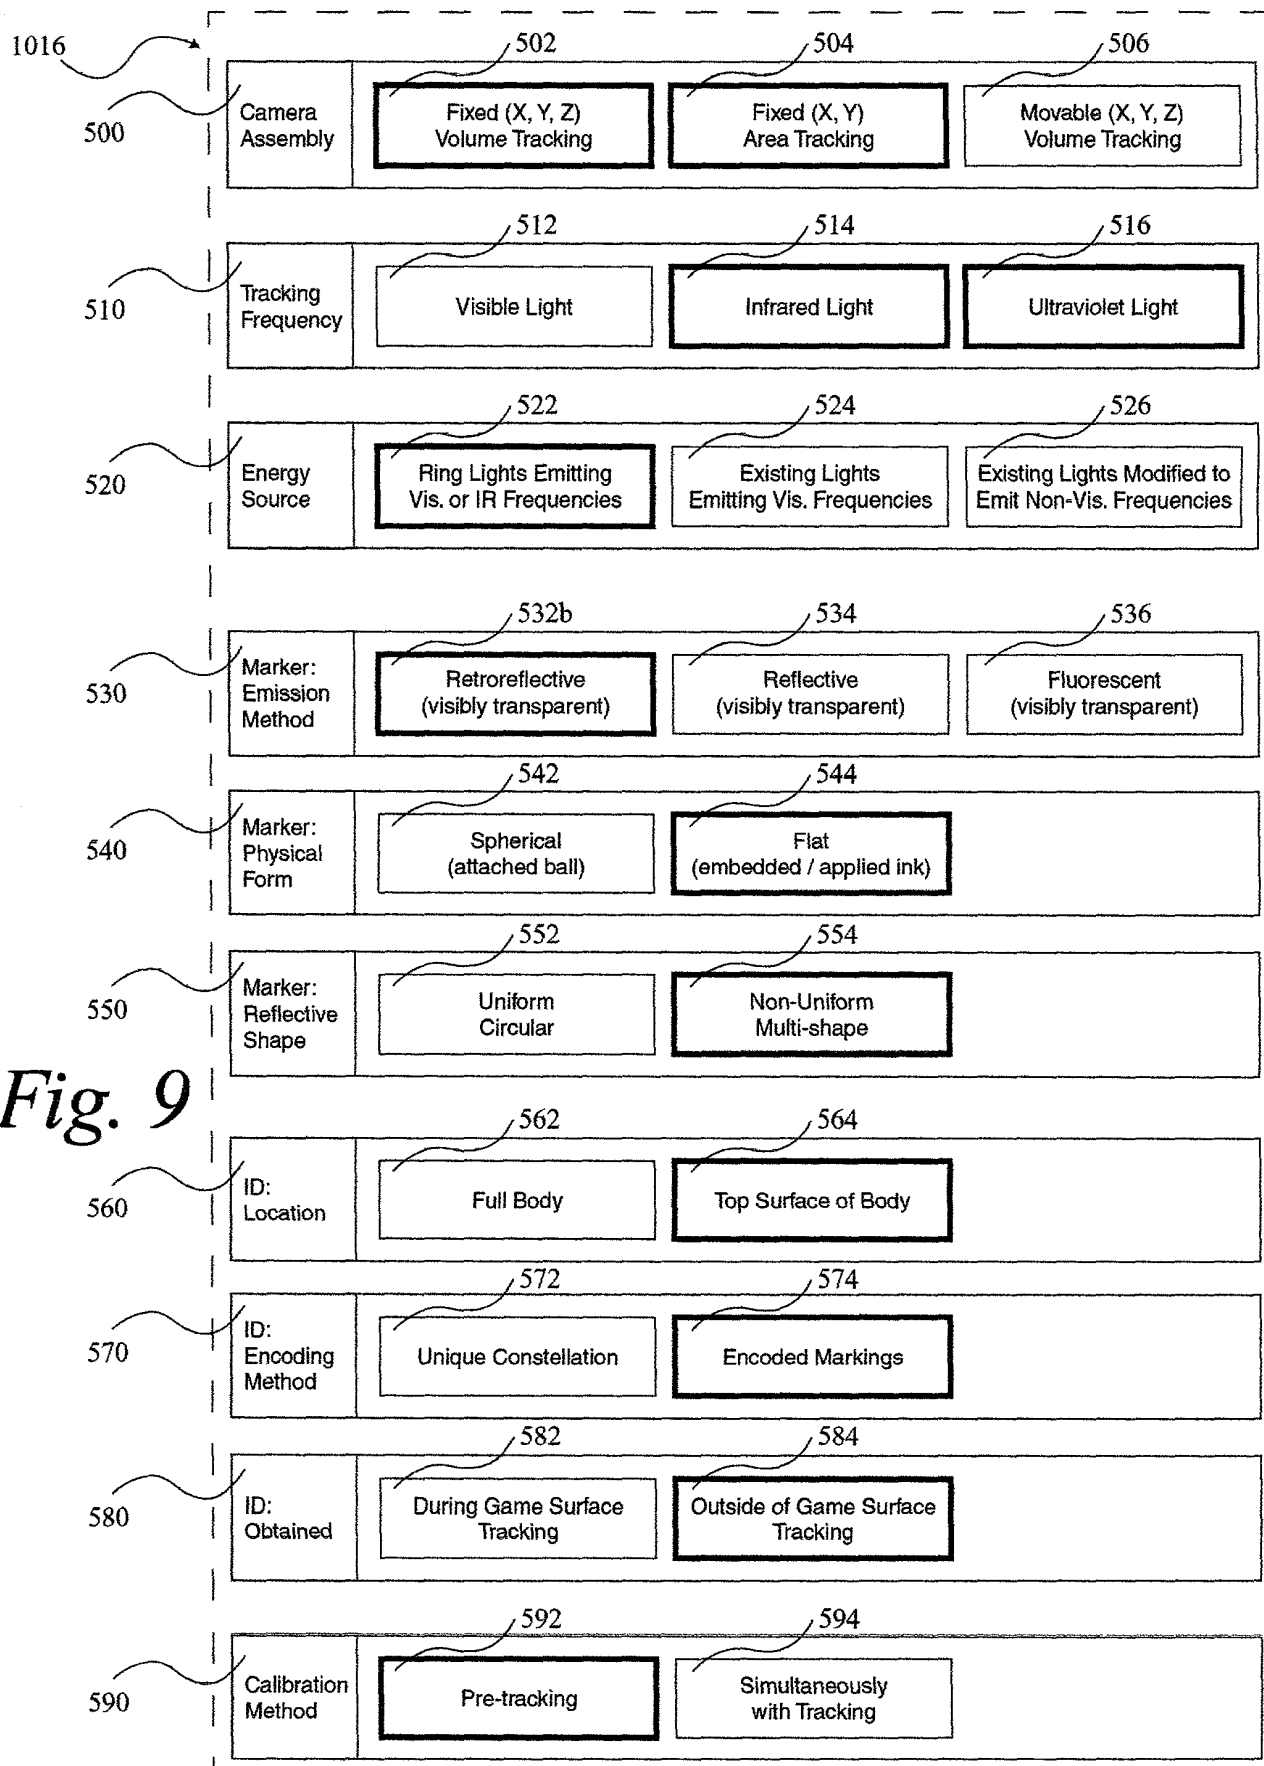 1016
502
504
506
500
Camera
Assembly
Fixed (X, Y, Z)
Volume Tracking
Fixed (X, Y)
Area Tracking
Movable (X, Y, Z)
Volume Tracking
512
514
516
510
Tracking
Frequency
Visible Light
Infrared Light
Ultraviolet Light
522
524
526
520
Energy
Source
Ring Lights Emitting
Vis. or IR Frequencies
Existing Lights
Emitting Vis. Frequencies
Existing Lights Modified to
Emit Non-Vis. Frequencies
532b
534
536
530
Marker:
Emission
Method
Retroreflective
(visibly transparent)
Reflective
(visibly transparent)
Fluorescent
(visibly transparent)
542
544
540
Marker:
Physical
Form
Spherical
(attached ball)
Flat
(embedded / applied ink)
552
554
550
Marker:
Reflective
Shape
Uniform
Circular
Non-Uniform
Multi-shape
Fig. 9
562
564
560
ID:
Location
Full Body
Top Surface of Body
572
574
570
ID:
Encoding
Method
Unique Constellation
Encoded Markings
582
584
580
ID:
Obtained
During Game Surface
Tracking
Outside of Game Surface
Tracking
592
594
590
Calibration
Method
Pre-tracking
Simultaneously
with Tracking